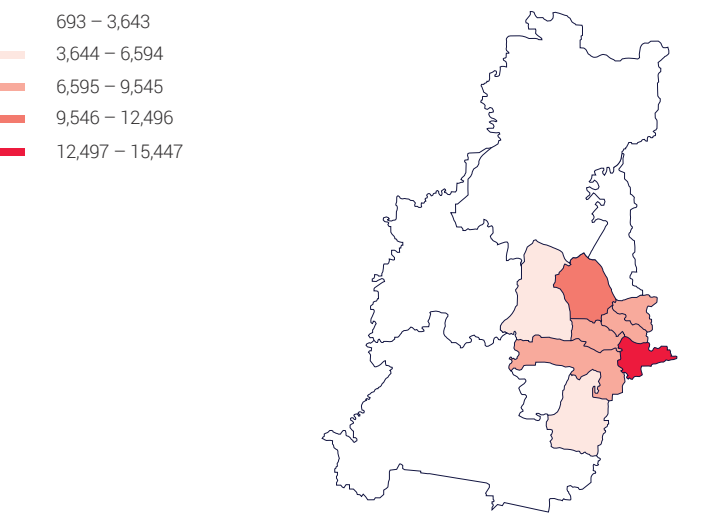 693 – 3,643
3,644 – 6,594
6,595 – 9,545
9,546 – 12,496
12,497 – 15,447